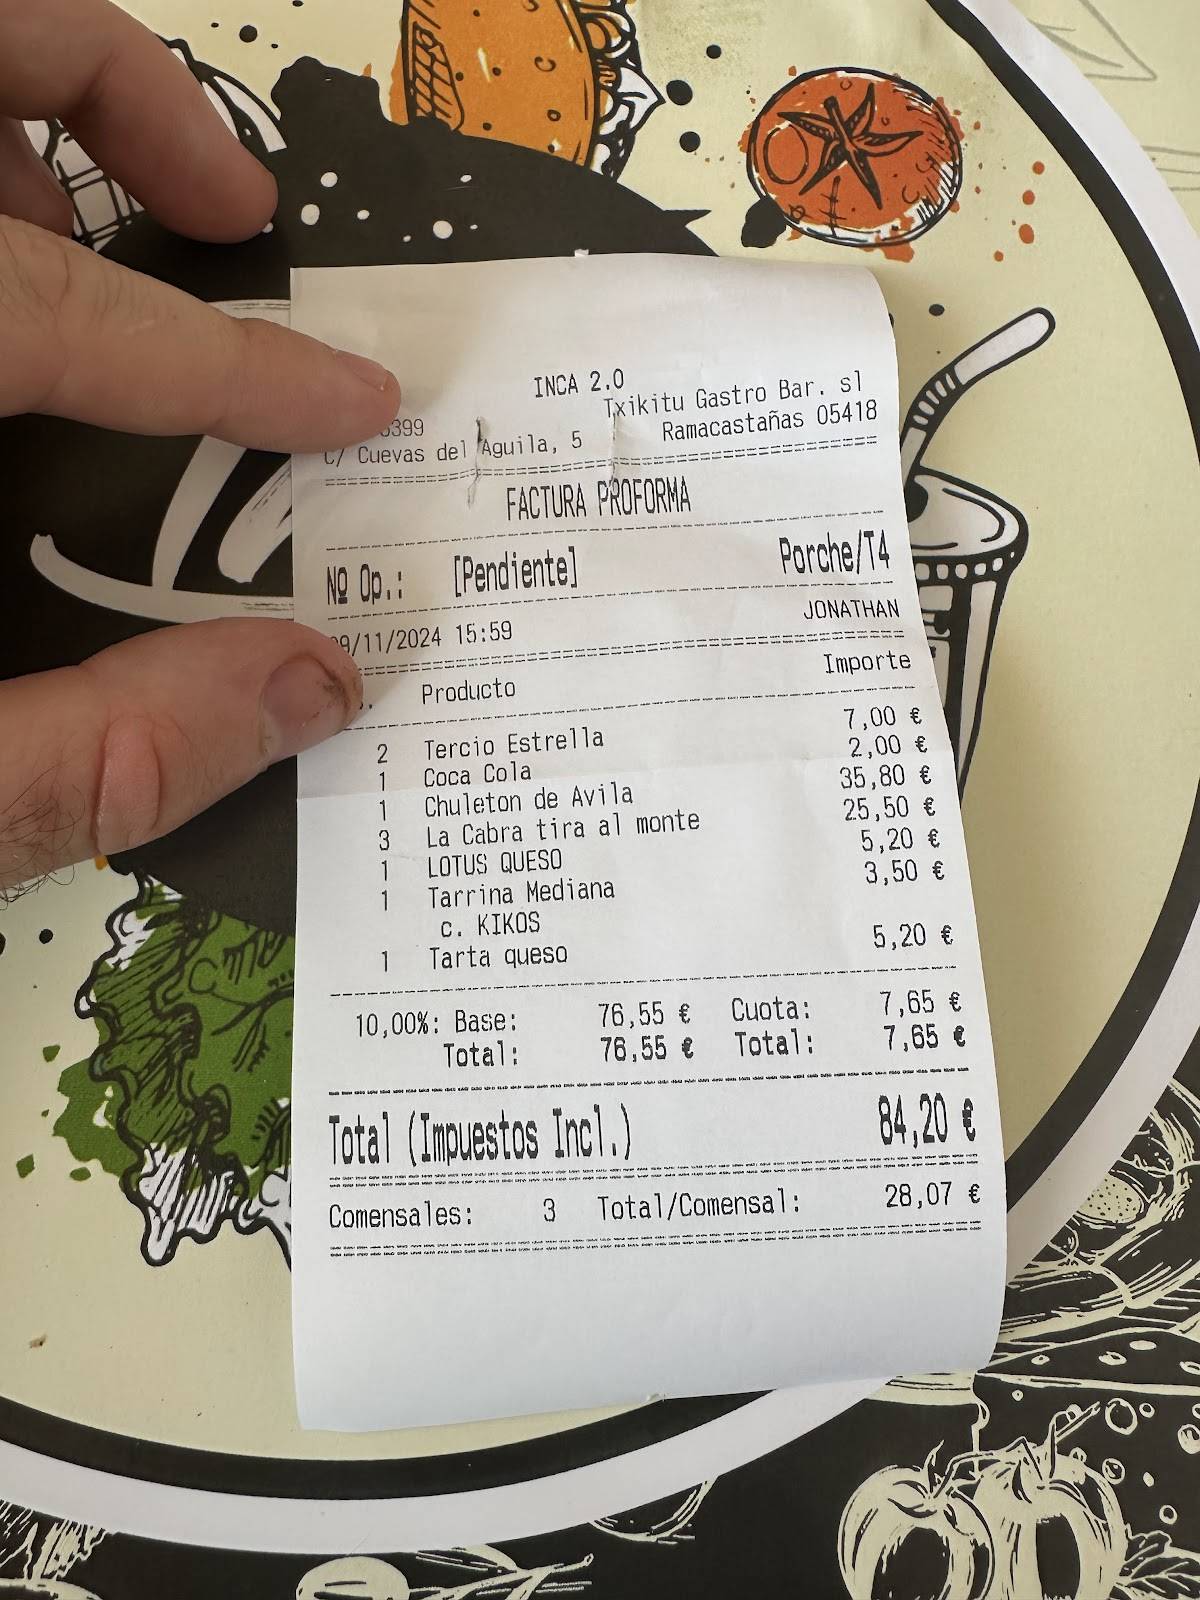 INCA 2.0
Txikitu Gastro Bar. sl
399
C/ Cuevas del Aguila, 5 Ramacastañas 05418
FACTURA PROFORMA
Nº Op.: [Pendiente] Porche/T4
9/11/2024 15:59 JONATHAN
Producto Importe
2 Tercio Estrella 7,00 €
1 Coca Cola 2,00 €
1 Chuleton de Avila 35,80 €
3 La Cabra tira al monte 25,50 €
1 LOTUS QUESO 5,20 €
1 Tarrina Mediana 3,50 €
c. KIKOS
1 Tarta queso 5,20 €
10,00%: Base: 76,55 € Cuota: 7,65 €
Total: 76,55 € Total: 7,65 €
Total (Impuestos Incl.) 84,20 €
Comensales: 3 Total/Comensal: 28,07 €